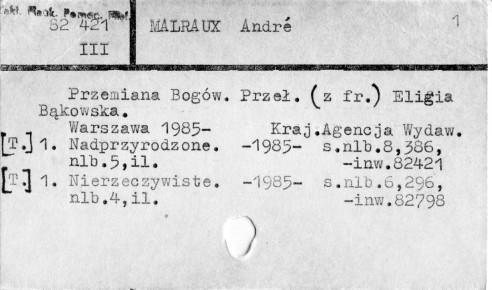 Zakł. Nauk. Pomoc. Bibl.
82 421
III
MALRAUX André
1
Przemiana Bogów. Przeł. (z fr.) Eligia
Bąkowska.
Warszawa 1985- Kraj.Agencja Wydaw.
[T.] 1. Nadprzyrodzone. -1985- s.nlb.8,386,
nlb.5,il. -inw.82421
[T.] 1. Nierzeczywiste. -1985- s.nlb.6,296,
nlb.4,il. -inw.82798